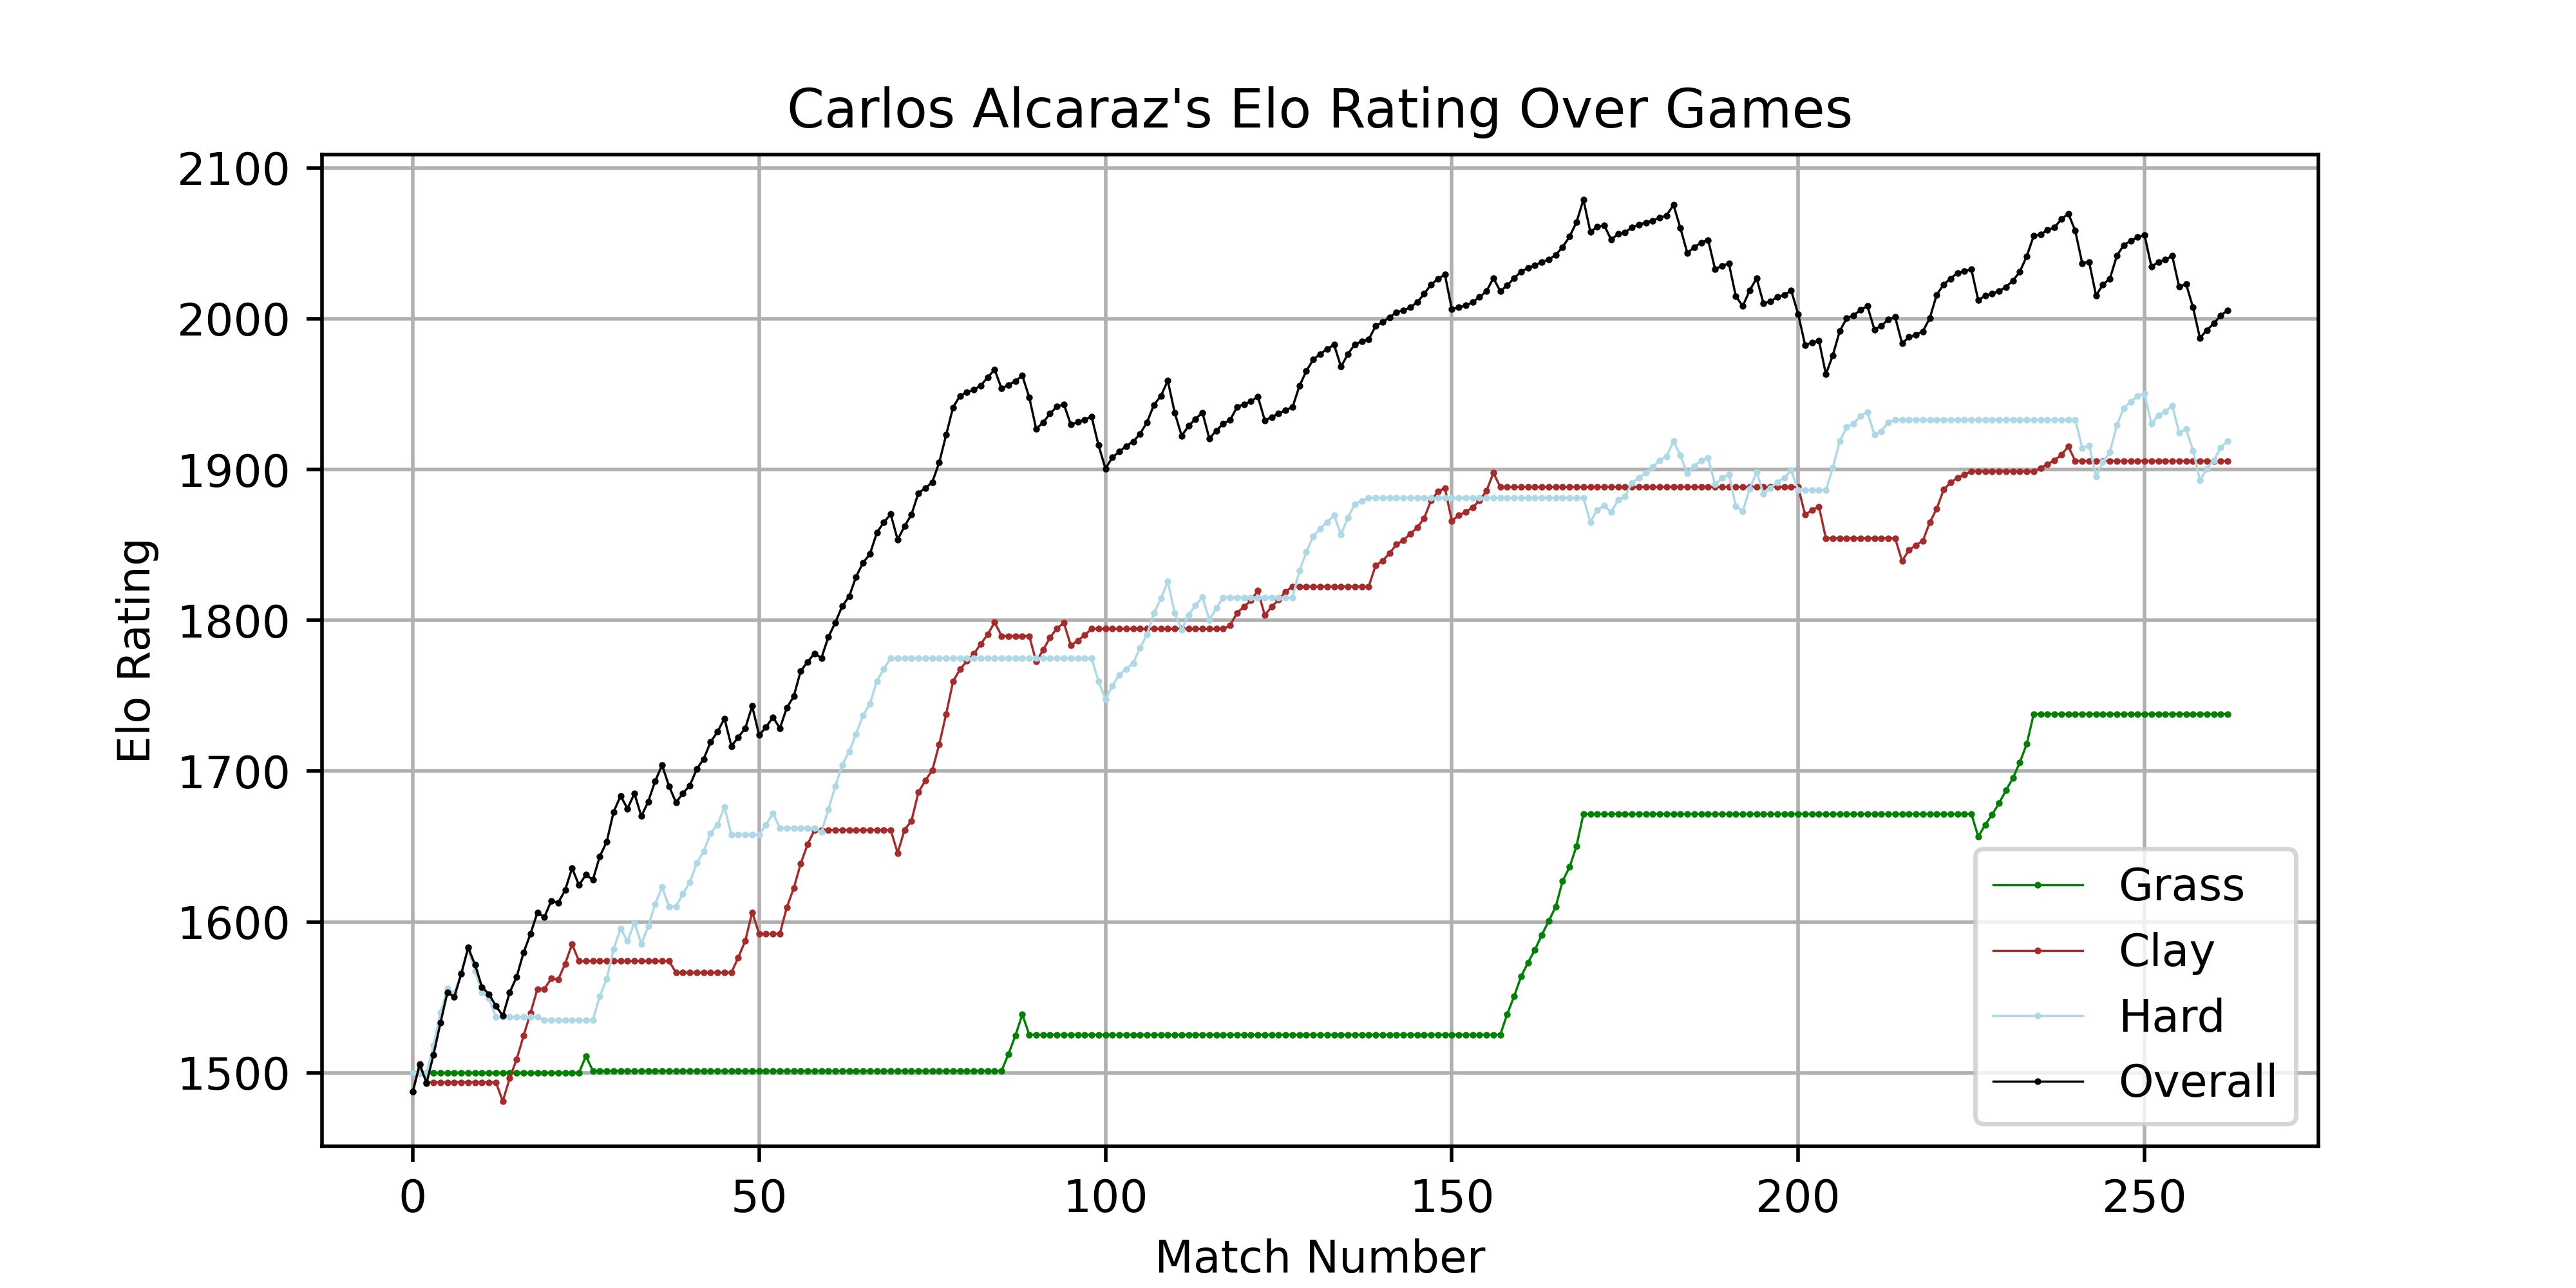 Carlos Alcaraz's Elo Rating Over Games
2100
2000
1900
1800
1700
1600
1500
Elo Rating
0 50 100 150 200 250
Match Number
Grass
Clay
Hard
Overall